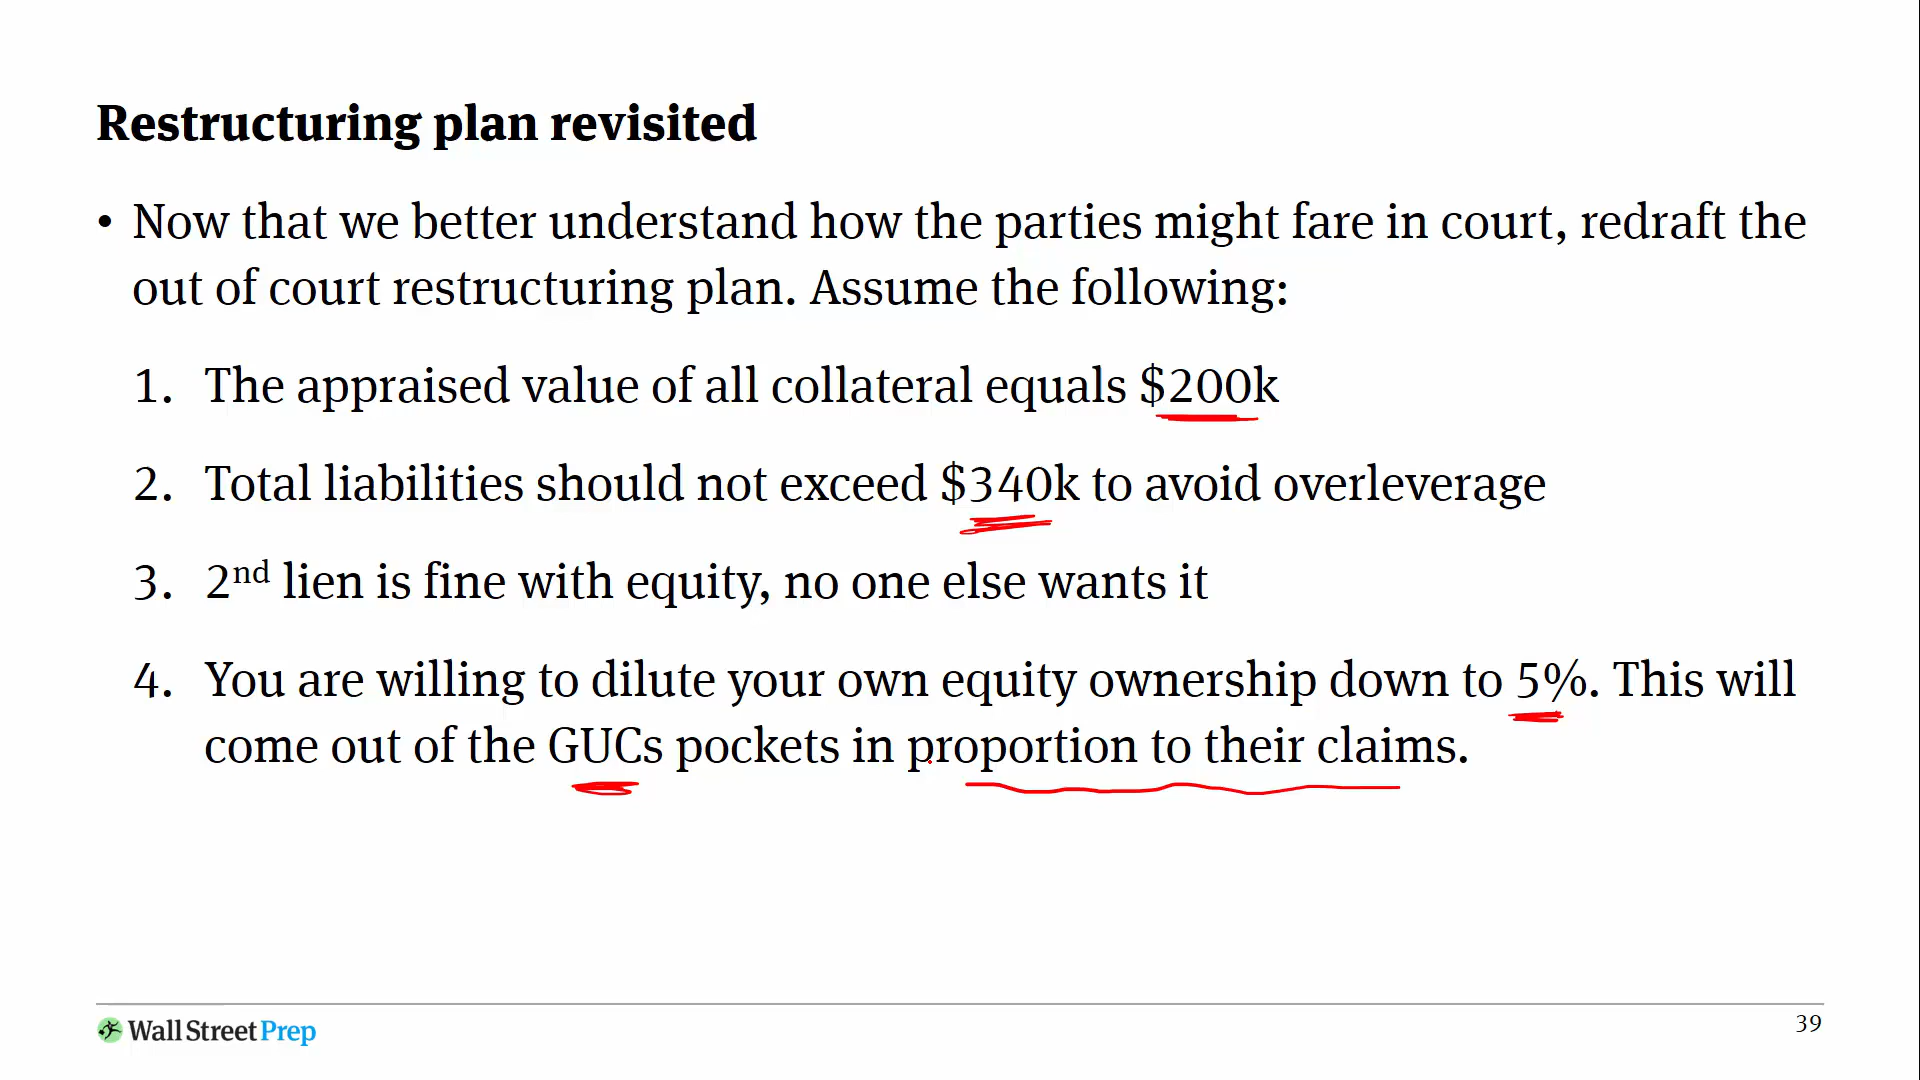 Restructuring plan revisited
• Now that we better understand how the parties might fare in court, redraft the
out of court restructuring plan. Assume the following:
1. The appraised value of all collateral equals $200k
2. Total liabilities should not exceed $340k to avoid overleverage
3. 2nd lien is fine with equity, no one else wants it
4. You are willing to dilute your own equity ownership down to 5%. This will
come out of the GUCs pockets in proportion to their claims.
Wall Street Prep
39